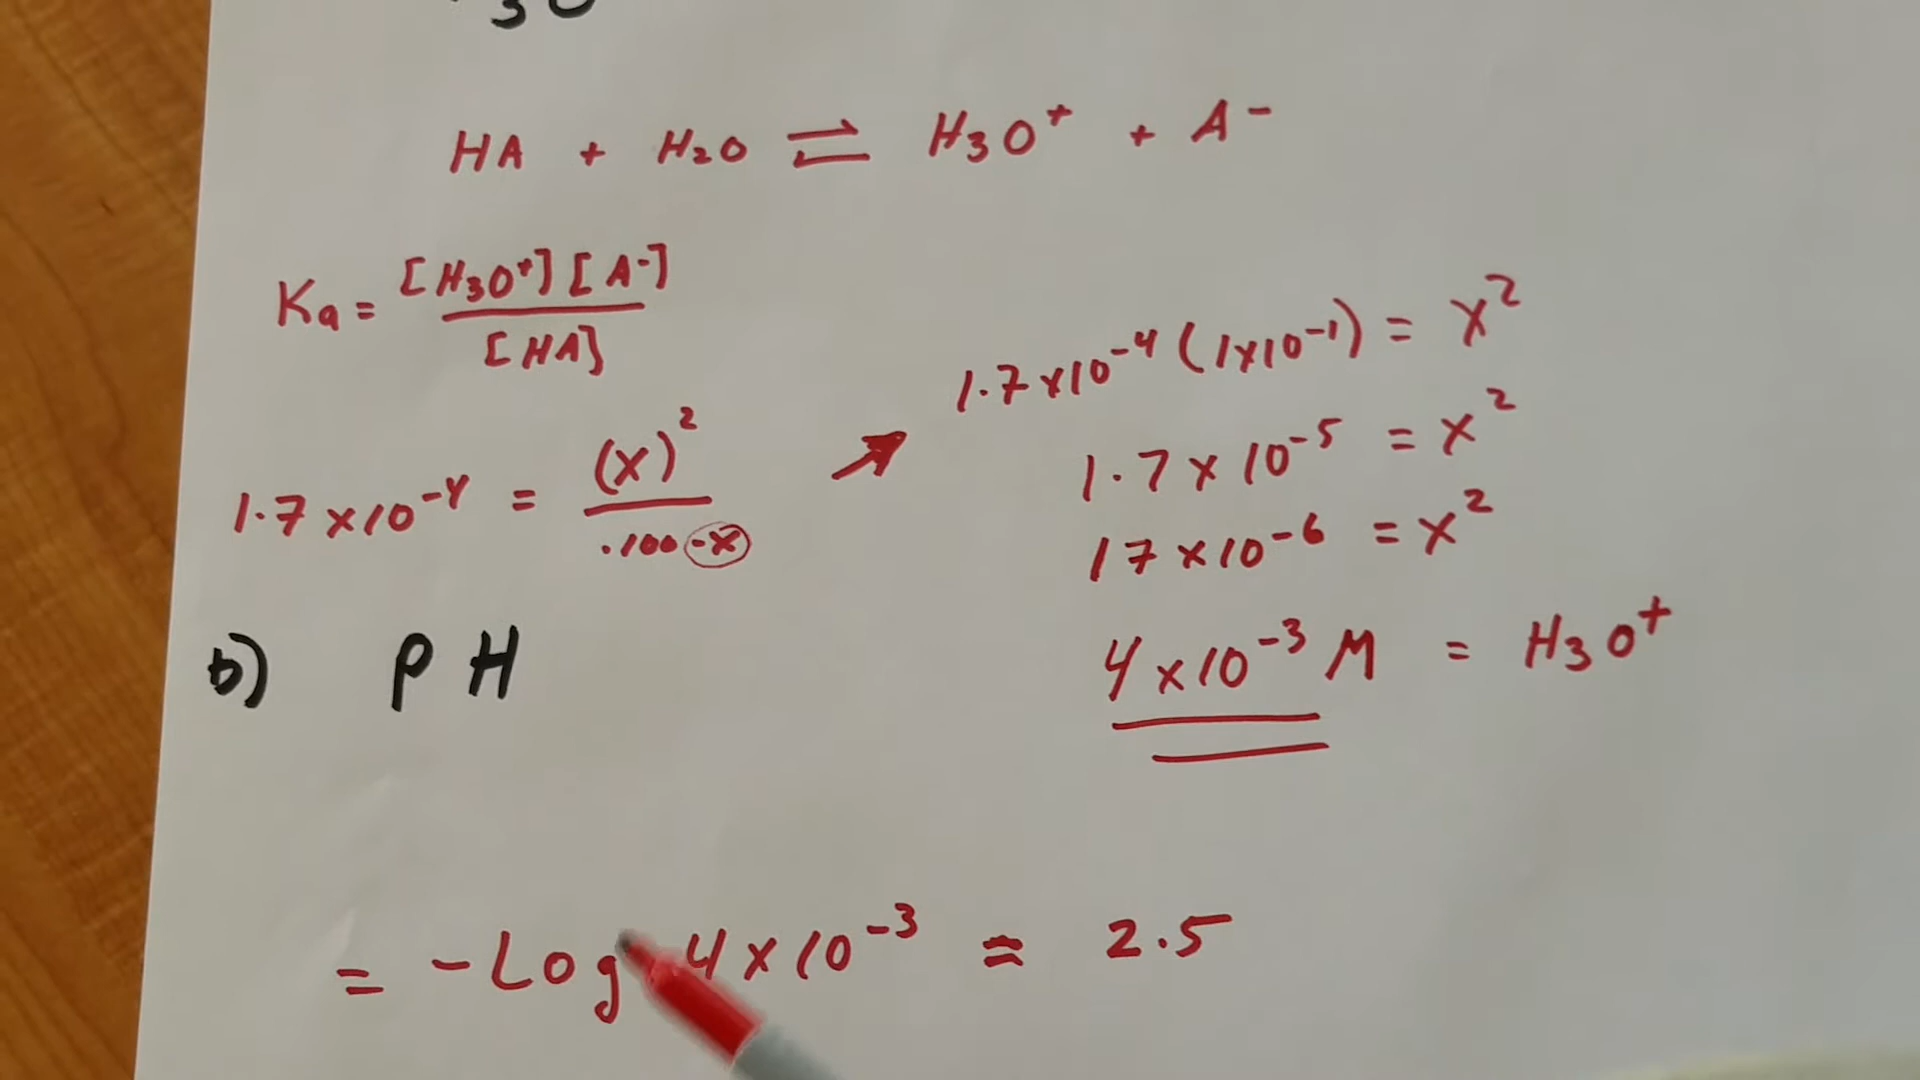 3O
HA + H2O ⇌ H3O⁺ + A⁻
Ka = [H3O⁺][A⁻] / [HA]
1.7 x 10⁻⁴ = (x)² / .100 - x
1.7 x 10⁻⁴ (1 x 10⁻¹) = x²
1.7 x 10⁻⁵ = x²
17 x 10⁻⁶ = x²
4 x 10⁻³ M = H3O⁺
b) PH
= - Log 4 x 10⁻³ ≈ 2.5